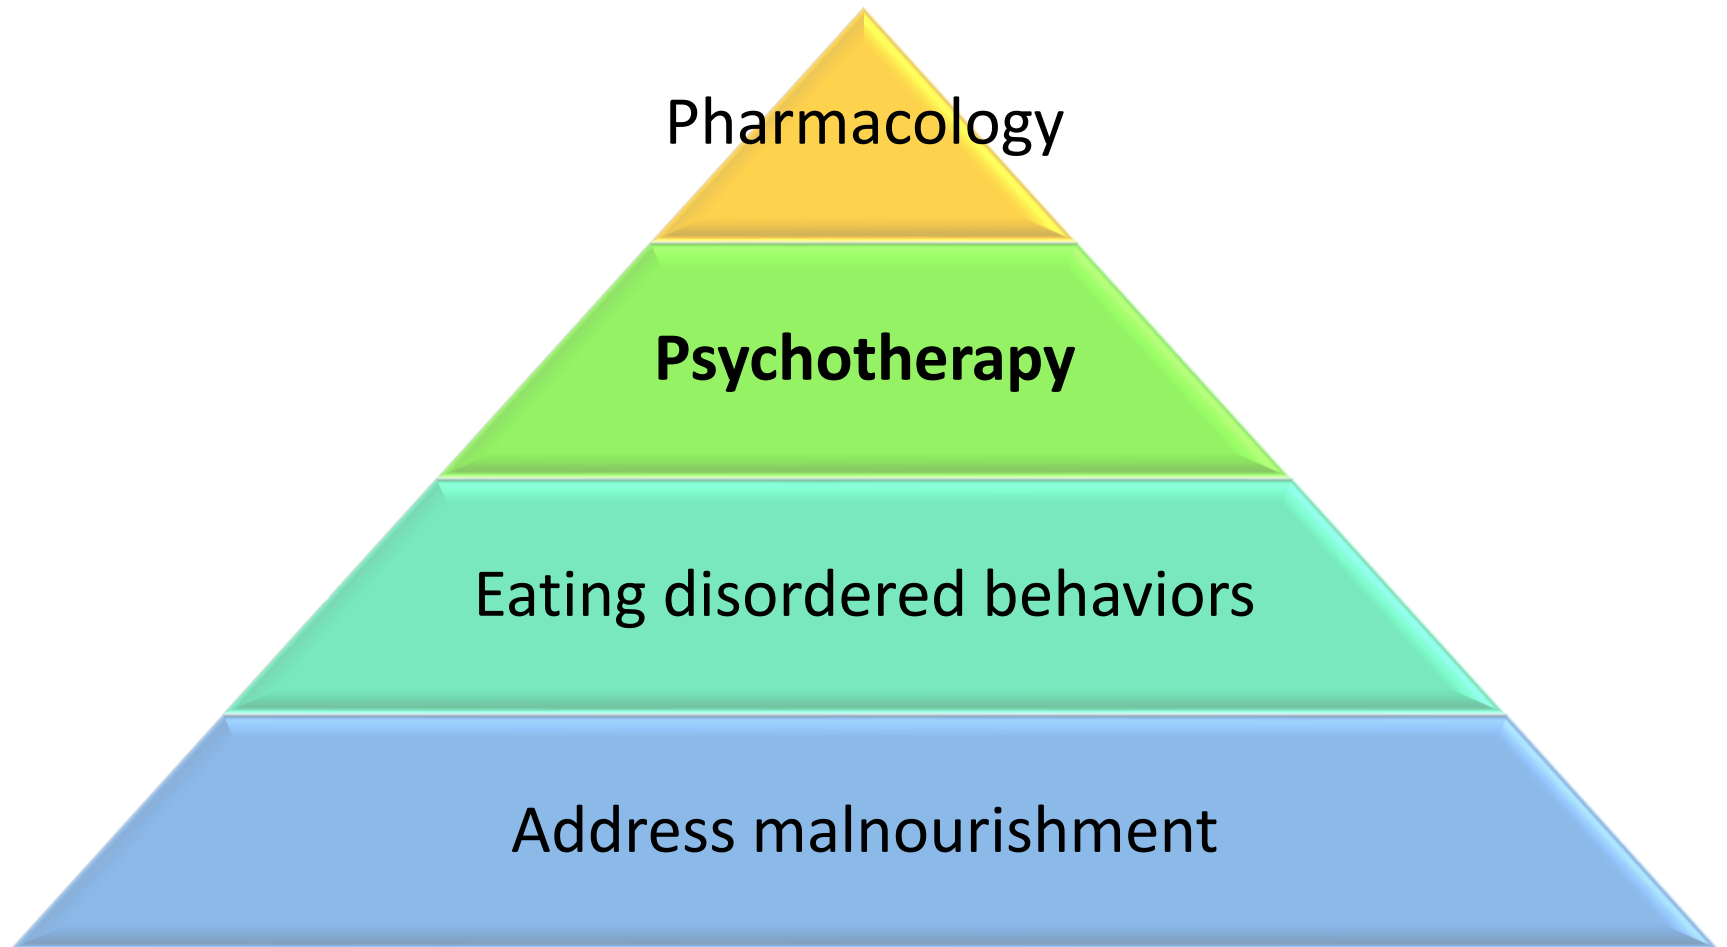 Pharmacology
Psychotherapy
Eating disordered behaviors
Address malnourishment